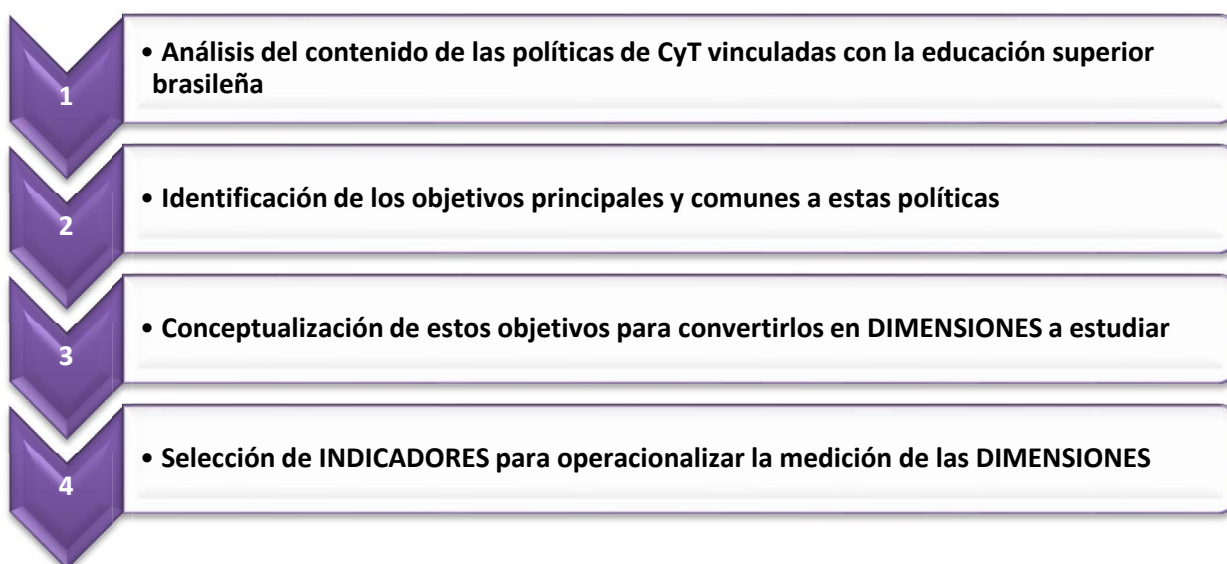 1
• Análisis del contenido de las políticas de CyT vinculadas con la educación superior
brasileña
2
• Identificación de los objetivos principales y comunes a estas políticas
3
• Conceptualización de estos objetivos para convertirlos en DIMENSIONES a estudiar
4
• Selección de INDICADORES para operacionalizar la medición de las DIMENSIONES